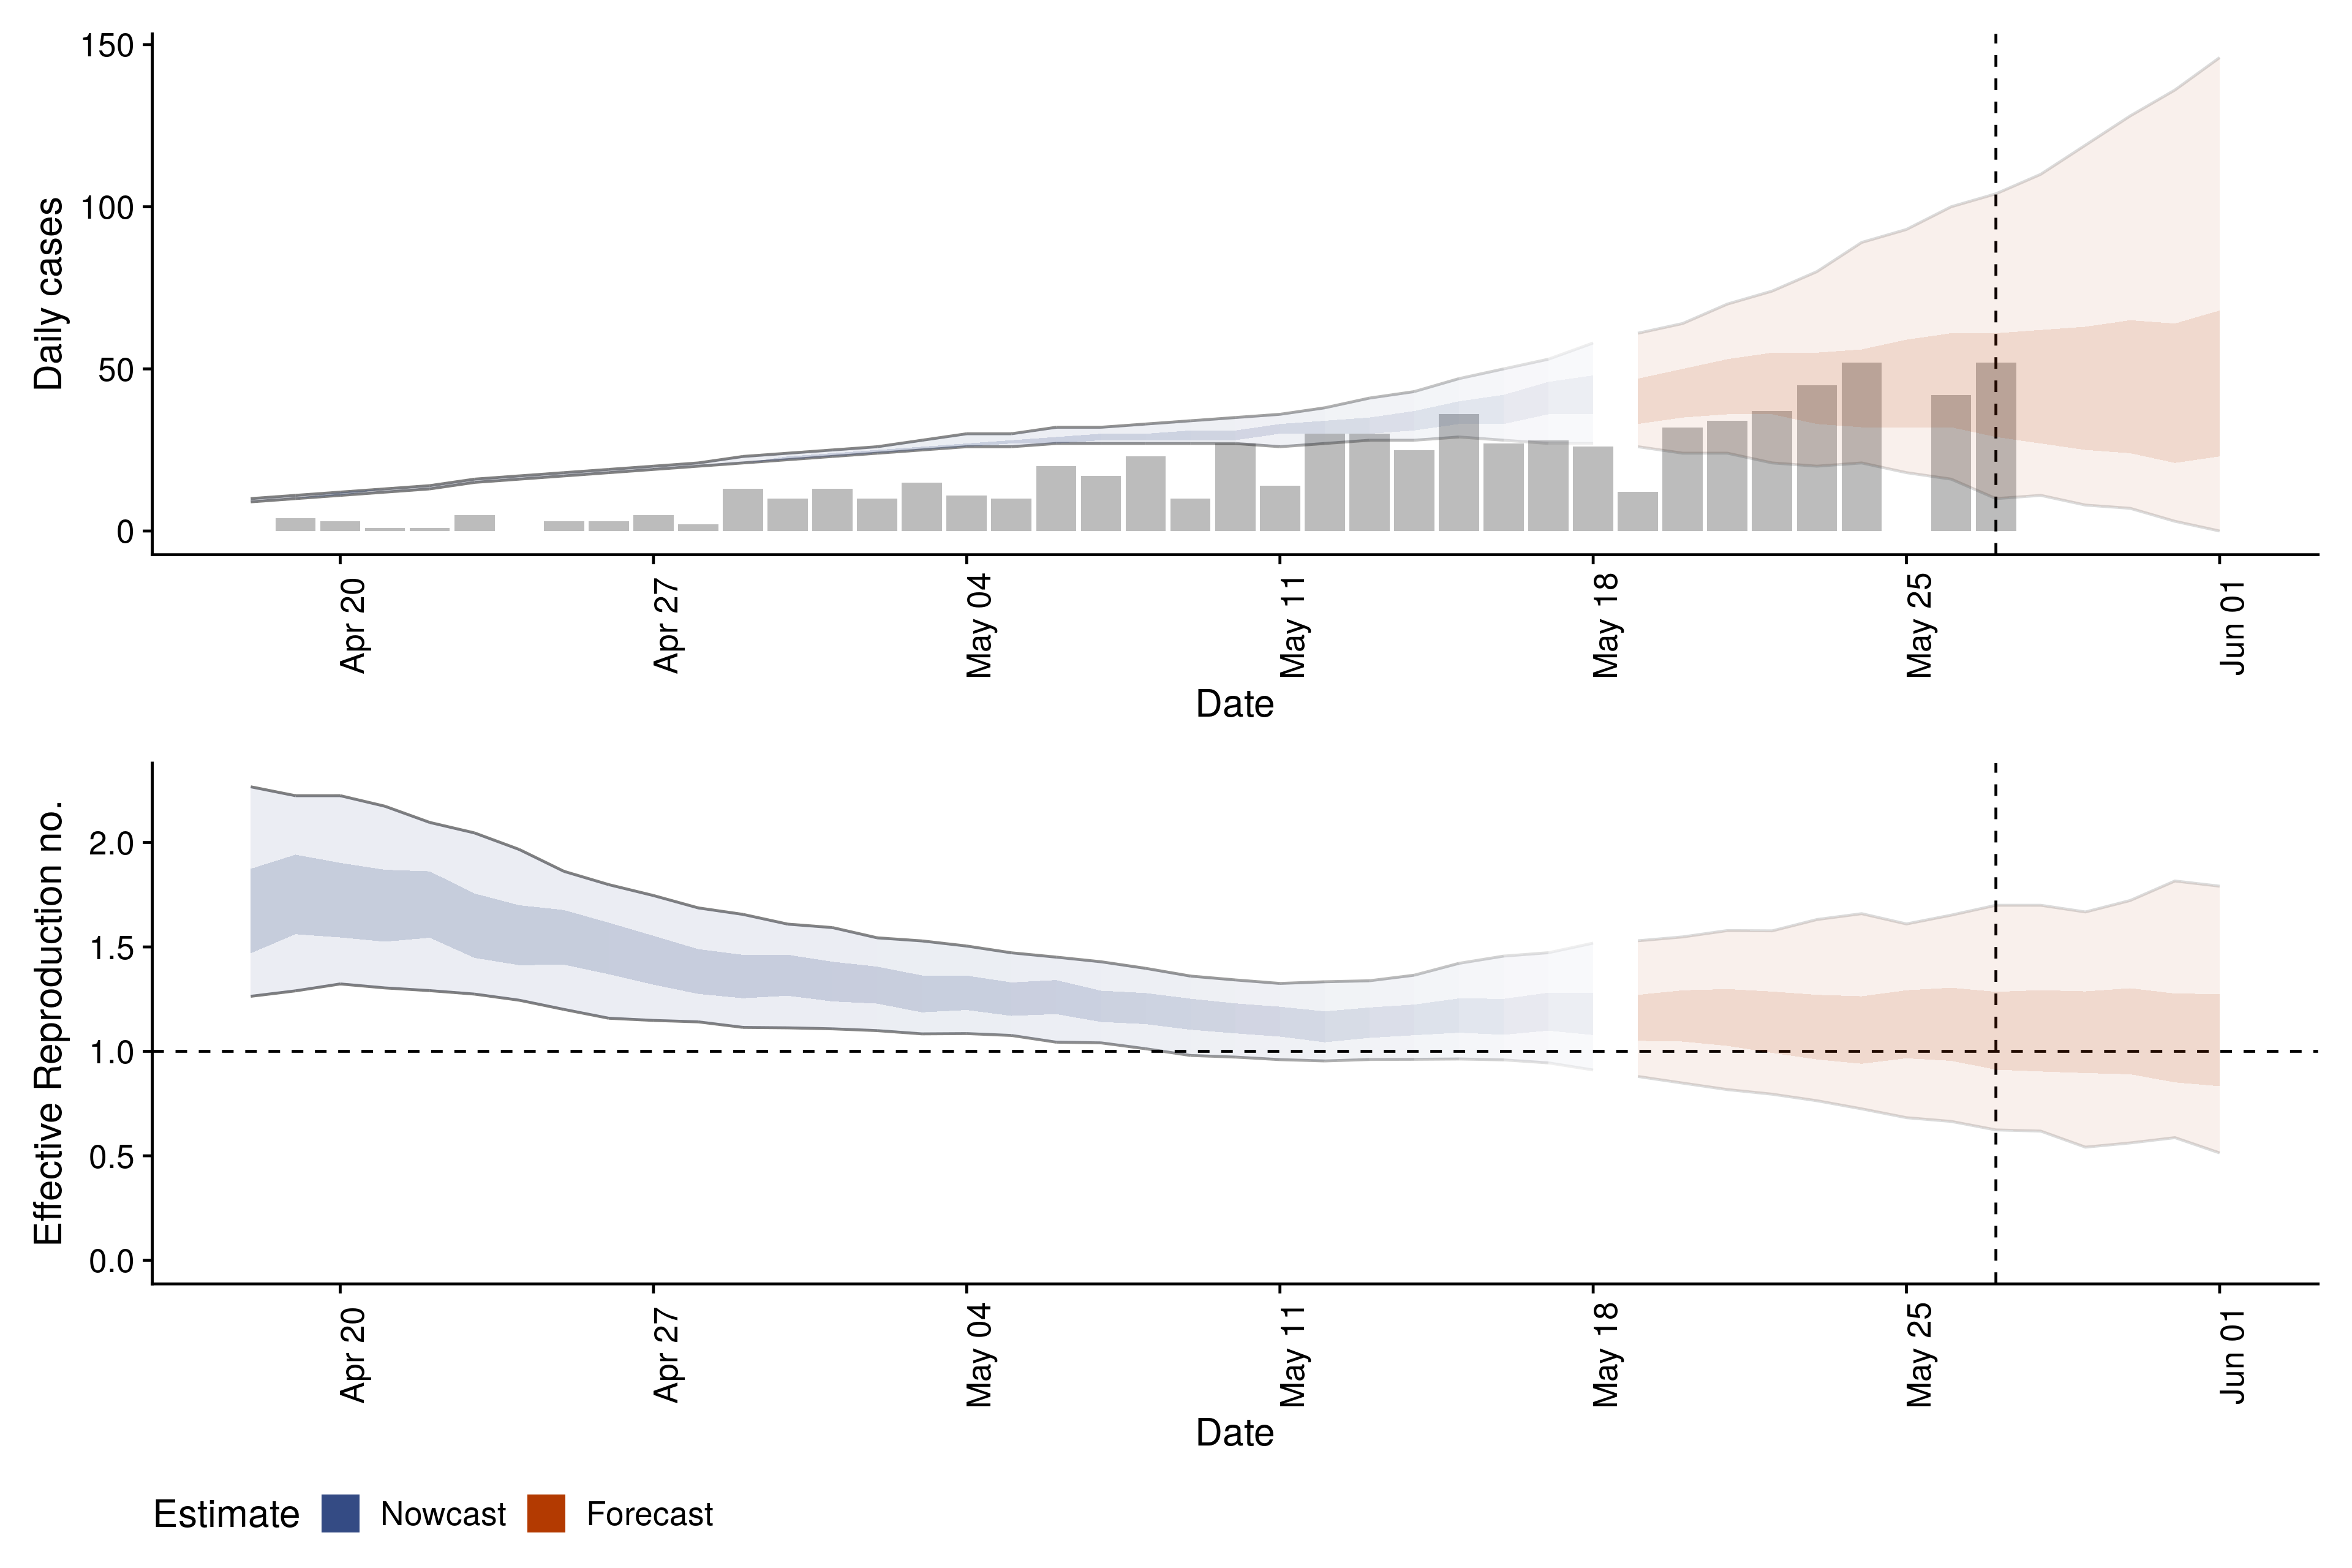 Daily cases
150
100
50
0
Apr 20
Apr 27
May 04
May 11
May 18
May 25
Jun 01
Date
Effective Reproduction no.
2.0
1.5
1.0
0.5
0.0
Apr 20
Apr 27
May 04
May 11
May 18
May 25
Jun 01
Date
Estimate Nowcast Forecast